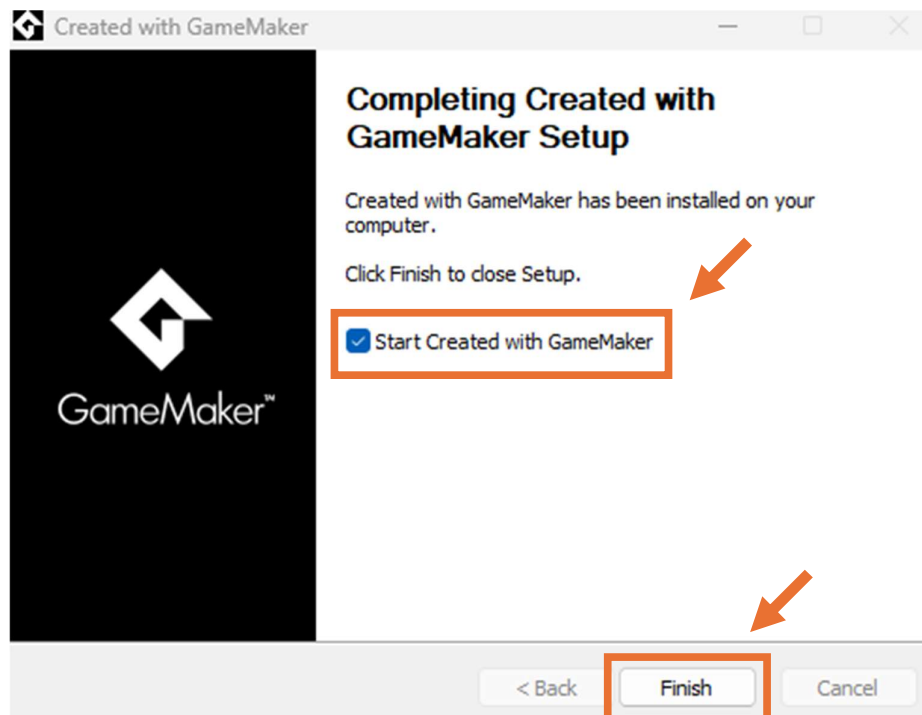 Created with GameMaker
Completing Created with
GameMaker Setup
Created with GameMaker has been installed on your
computer.
Click Finish to close Setup.
Start Created with GameMaker
GameMaker™
< Back
Finish
Cancel